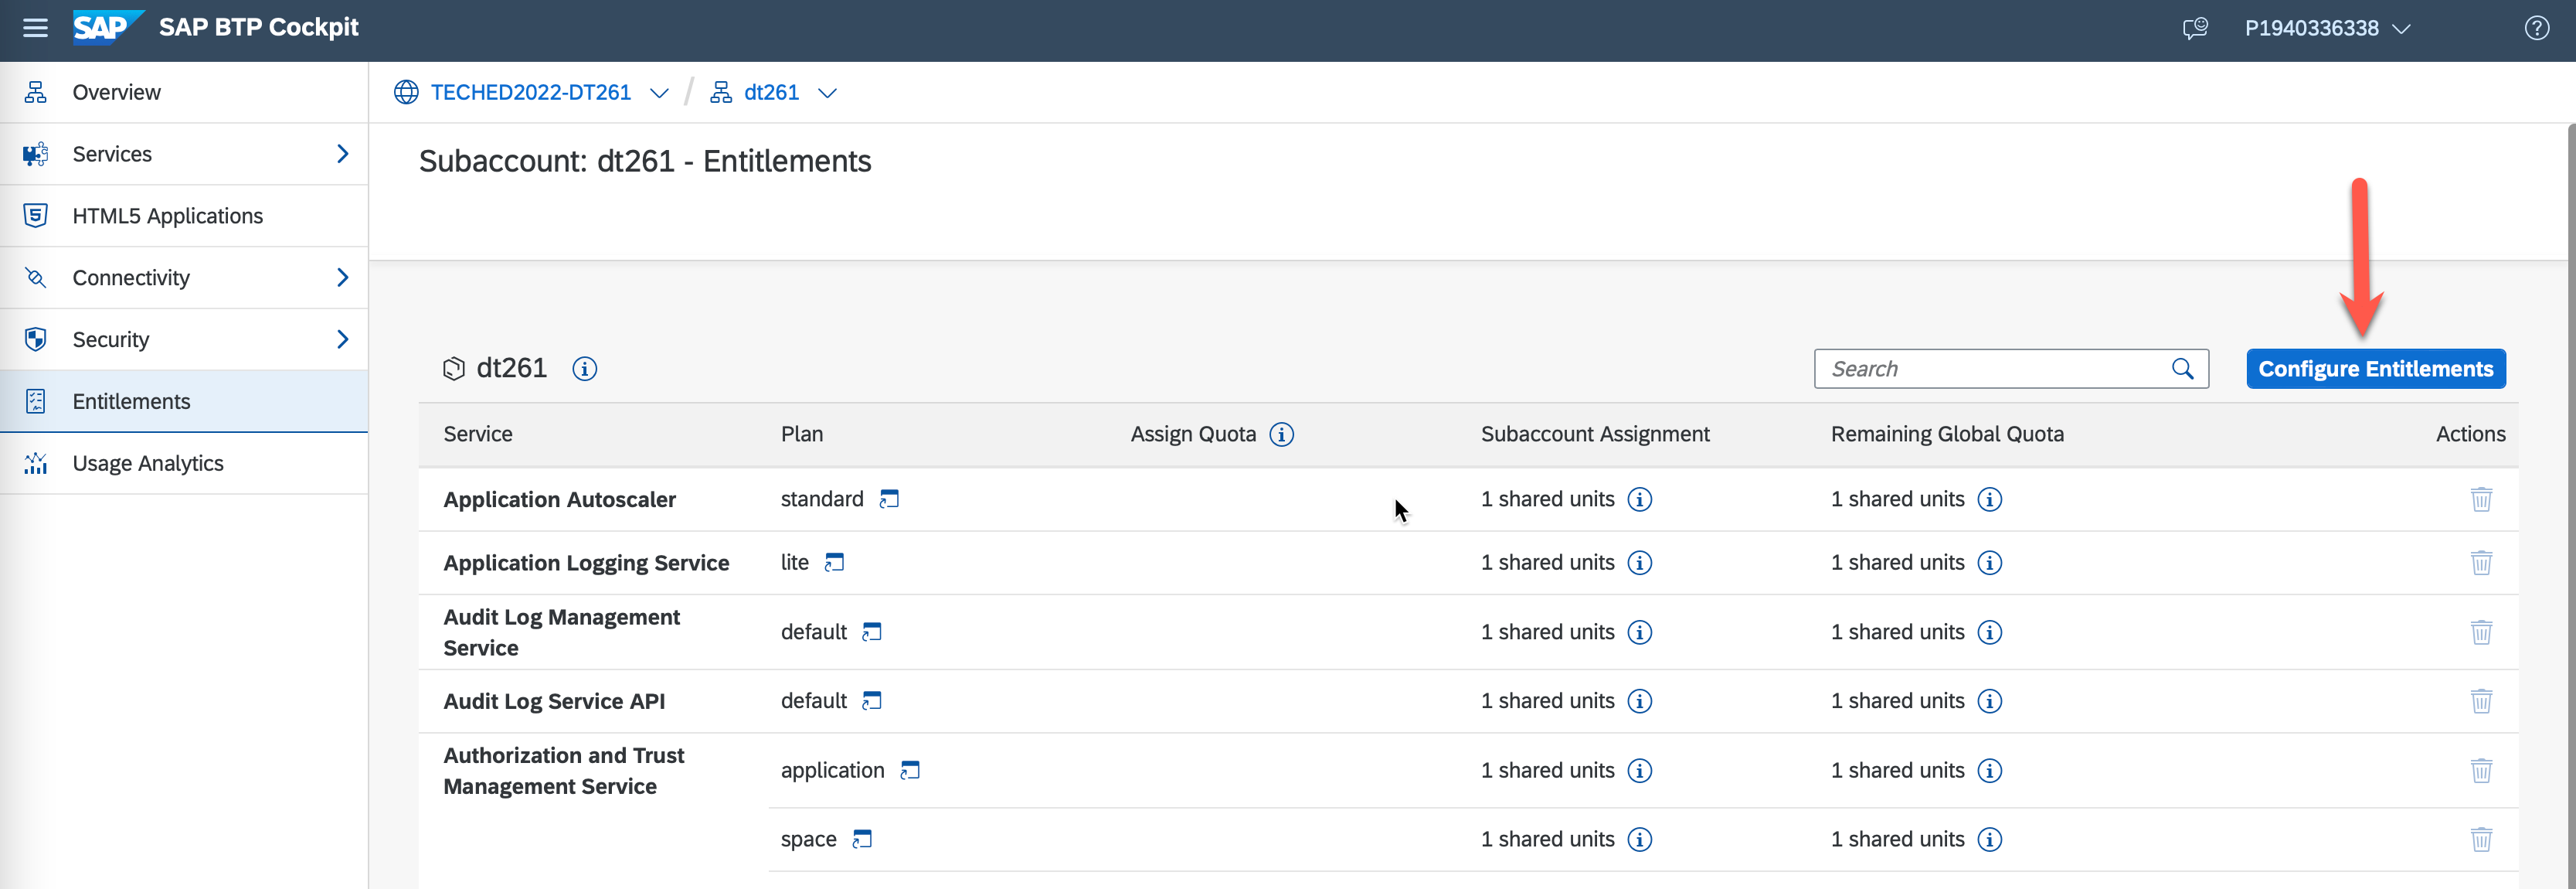 SAP SAP BTP Cockpit P1940336338
Overview
Services
HTML5 Applications
Connectivity
Security
Entitlements
Usage Analytics
TECHED2022-DT261 / dt261
Subaccount: dt261 - Entitlements
dt261 Search Configure Entitlements
Service Plan Assign Quota Subaccount Assignment Remaining Global Quota Actions
Application Autoscaler standard 1 shared units 1 shared units
Application Logging Service lite 1 shared units 1 shared units
Audit Log Management
Service
default 1 shared units 1 shared units
Audit Log Service API default 1 shared units 1 shared units
Authorization and Trust
Management Service
application 1 shared units 1 shared units
space 1 shared units 1 shared units